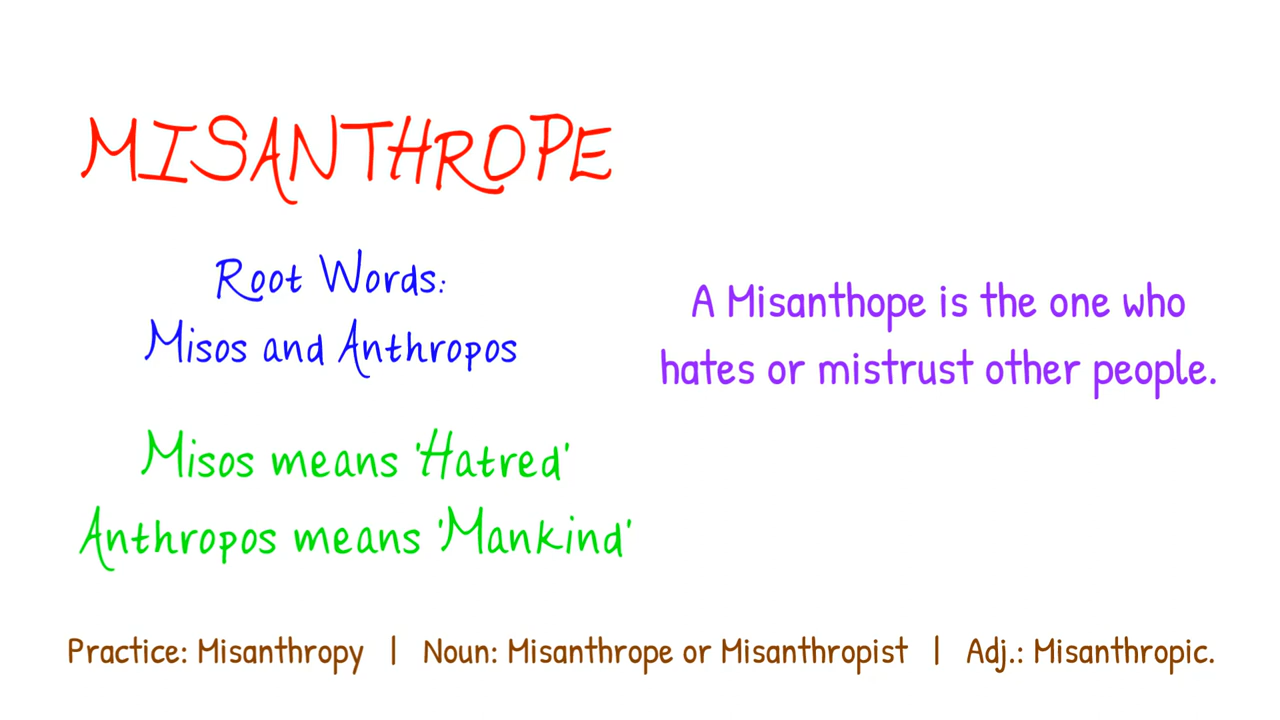 MISANTHROPE
Root Words:
Misos and Anthropos
Misos means 'Hatred'
Anthropos means 'Mankind'
A Misanthope is the one who
hates or mistrust other people.
Practice: Misanthropy | Noun: Misanthrope or Misanthropist | Adj.: Misanthropic.